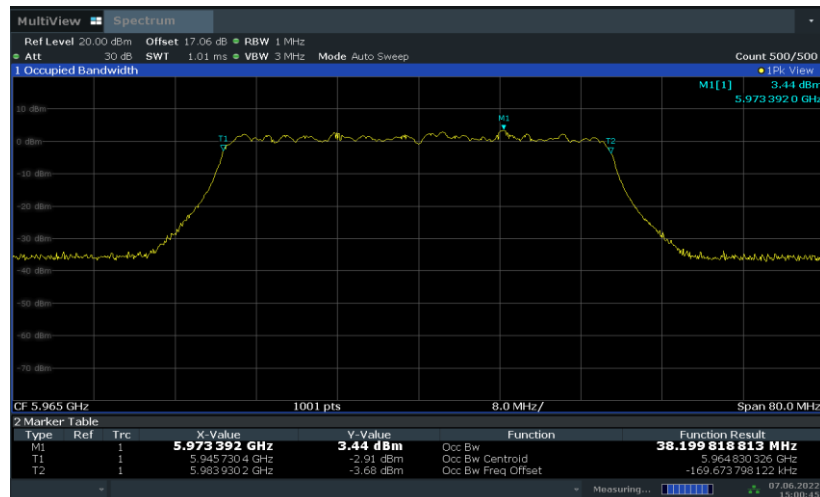 MultiView Spectrum
Ref Level 20.00 dBm Offset 17.06 dB RBW 1 MHz
Att 30 dB SWT 1.01 ms VBW 3 MHz Mode Auto Sweep Count 500/500
1 Occupied Bandwidth 1Pk View
M1[1] 3.44 dBm
5.973 392 0 GHz
10 dBm
M1
T1
T2
0 dBm
-10 dBm
-20 dBm
-30 dBm
-40 dBm
-50 dBm
-60 dBm
-70 dBm
CF 5.965 GHz 1001 pts 8.0 MHz/ Span 80.0 MHz
2 Marker Table
Type Ref Trc X-Value Y-Value Function Function Result
M1 1 5.973 392 GHz 3.44 dBm Occ Bw 38.199 818 813 MHz
T1 1 5.945 730 4 GHz -2.91 dBm Occ Bw Centroid 5.964 830 326 GHz
T2 1 5.983 930 2 GHz -3.68 dBm Occ Bw Freq Offset -169.673 798 122 kHz
Measuring... 07.06.2022
15:00:45